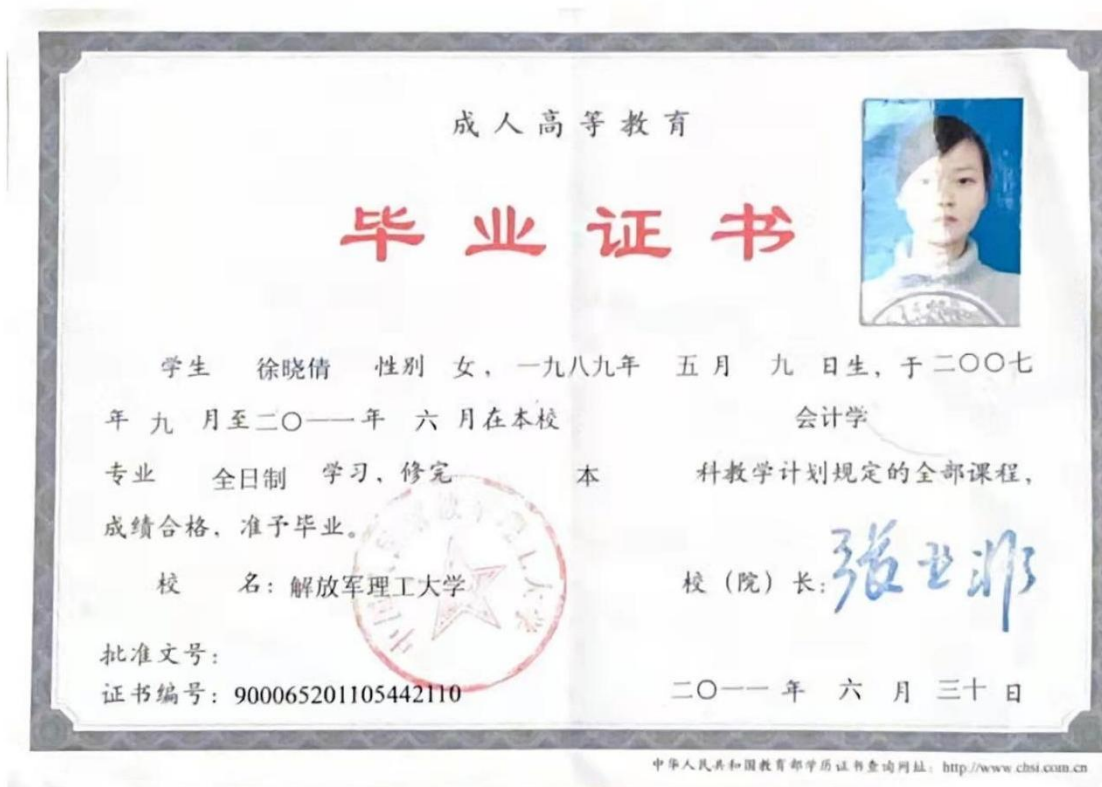 成人高等教育
毕业证书
学生 徐晓倩 性别 女，一九八九年 五月 九 日生，于二〇〇七
年 九 月至二〇一一年 六 月在本校 会计学
专业 全日制 学习、修完 本 科教学计划规定的全部课程，
成绩合格，准予毕业。
校 名：解放军理工大学 校（院）长：张亚非
批准文号：
证书编号：900065201105442110 二〇一一 年 六 月 三十 日
中华人民共和国教育部学历证书查询网址：http://www.chsi.com.cn